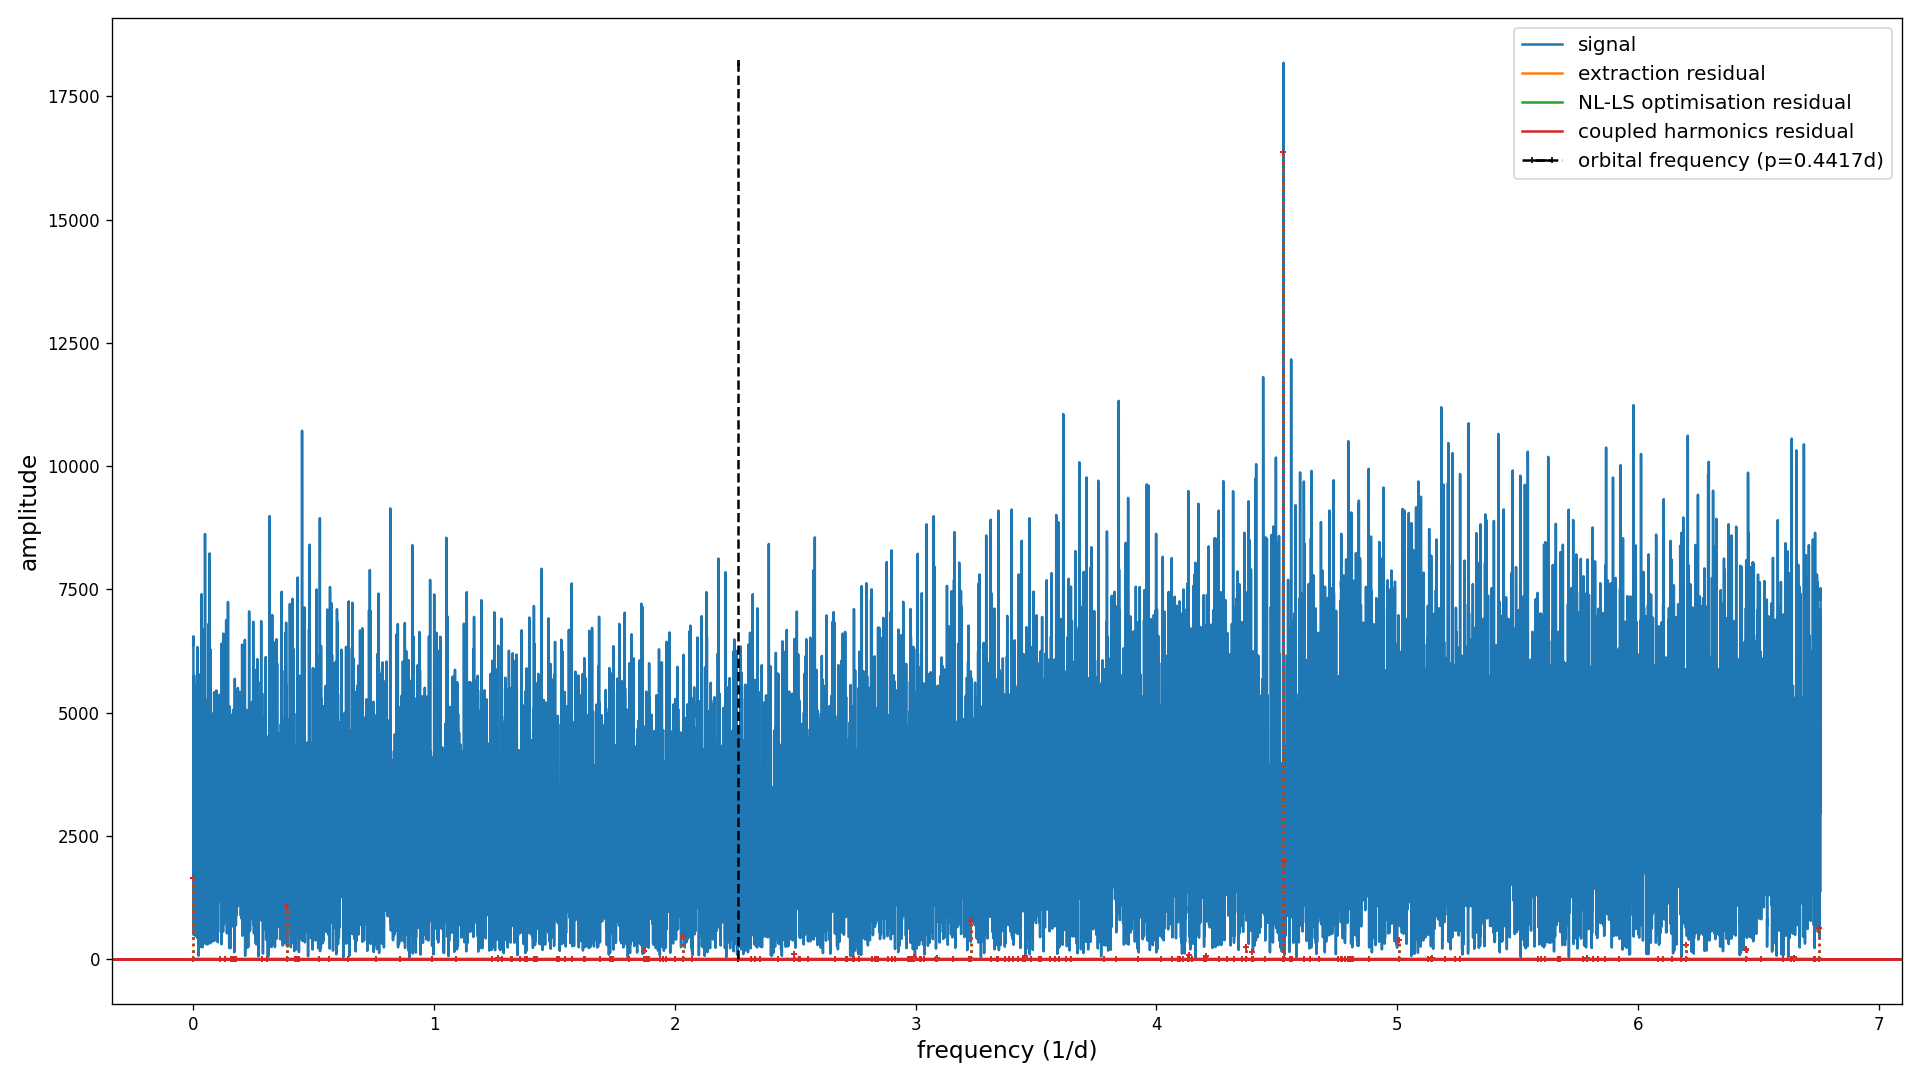 signal
extraction residual
NL-LS optimisation residual
coupled harmonics residual
orbital frequency (p=0.4417d)
17500
15000
12500
10000
7500
5000
2500
0
amplitude
0 1 2 3 4 5 6 7
frequency (1/d)